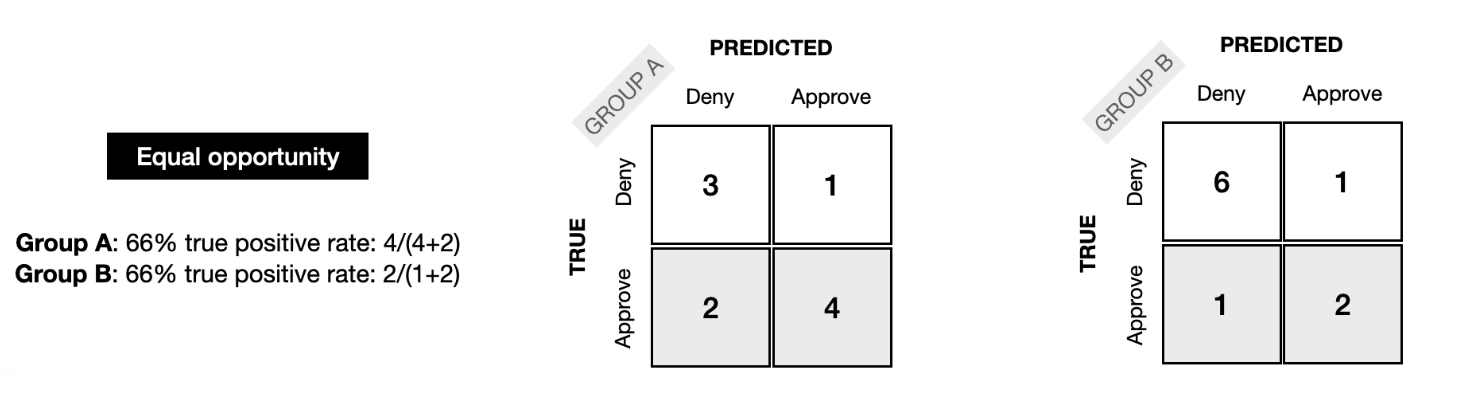 Equal opportunity
Group A: 66% true positive rate: 4/(4+2)
Group B: 66% true positive rate: 2/(1+2)
PREDICTED
GROUP A
Deny Approve
TRUE
Deny
3 1
Approve
2 4
PREDICTED
GROUP B
Deny Approve
TRUE
Deny
6 1
Approve
1 2